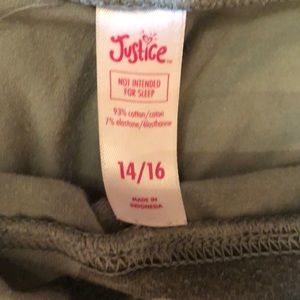 Justice
NOT INTENDED
FOR SLEEP
93% cotton/coton
7% elastane/élasthanne
14/16
MADE IN
INDONESIA